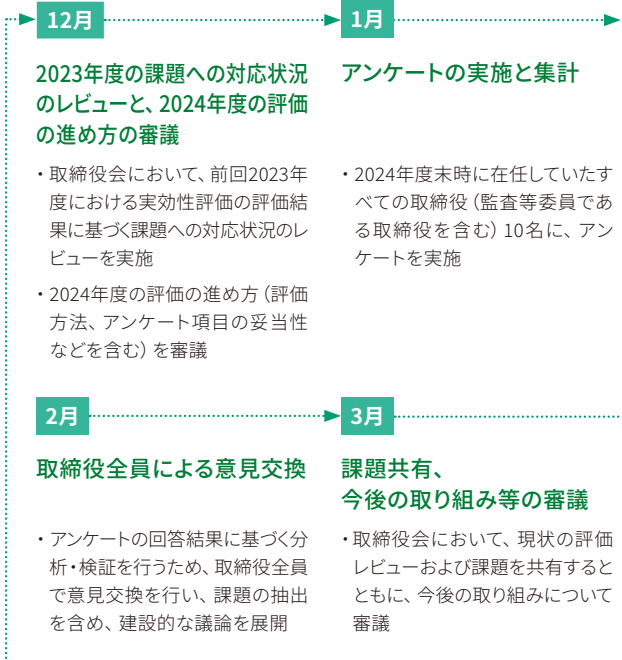 12月
2023年度の課題への対応状況
のレビューと、2024年度の評価
の進め方の審議
・取締役会において、前回2023年
度における実効性評価の評価結
果に基づく課題への対応状況のレ
ビューを実施
・2024年度の評価の進め方（評価
方法、アンケート項目の妥当性
などを含む）を審議
1月
アンケートの実施と集計
・2024年度末時に在任していたす
べての取締役（監査等委員であ
る取締役を含む）10名に、アン
ケートを実施
2月
取締役全員による意見交換
・アンケートの回答結果に基づく分
析・検証を行うため、取締役全員
で意見交換を行い、課題の抽出
を含め、建設的な議論を展開
3月
課題共有、
今後の取り組み等の審議
・取締役会において、現状の評価
レビューおよび課題を共有すると
ともに、今後の取り組みについて
審議